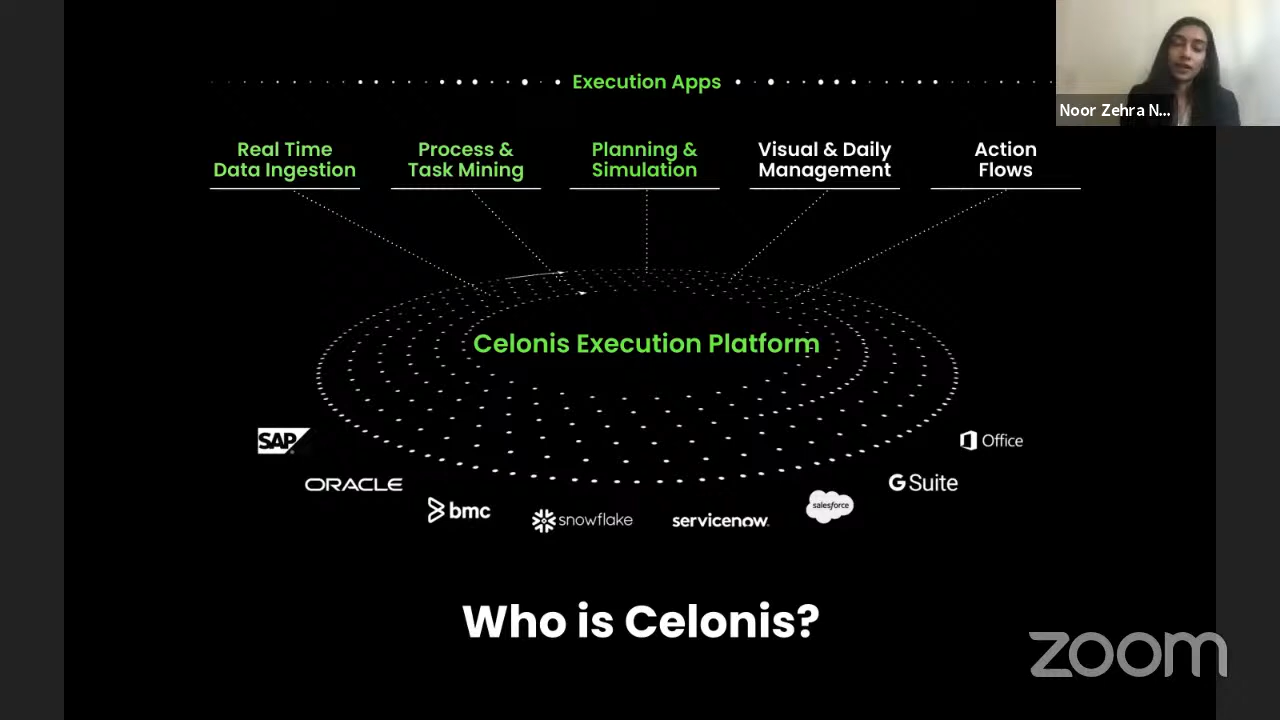 Execution Apps
Noor Zehra N...
Real Time
Data Ingestion
Process &
Task Mining
Planning &
Simulation
Visual & Daily
Management
Action
Flows
Celonis Execution Platform
SAP
ORACLE
bmc
snowflake
servicenow.
salesforce
G Suite
Office
Who is Celonis?
zoom